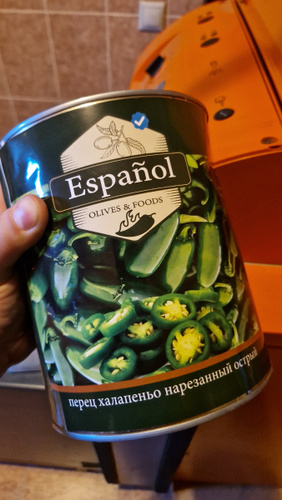 Español
OLIVES & FOODS
перец халапеньо нарезанный острый